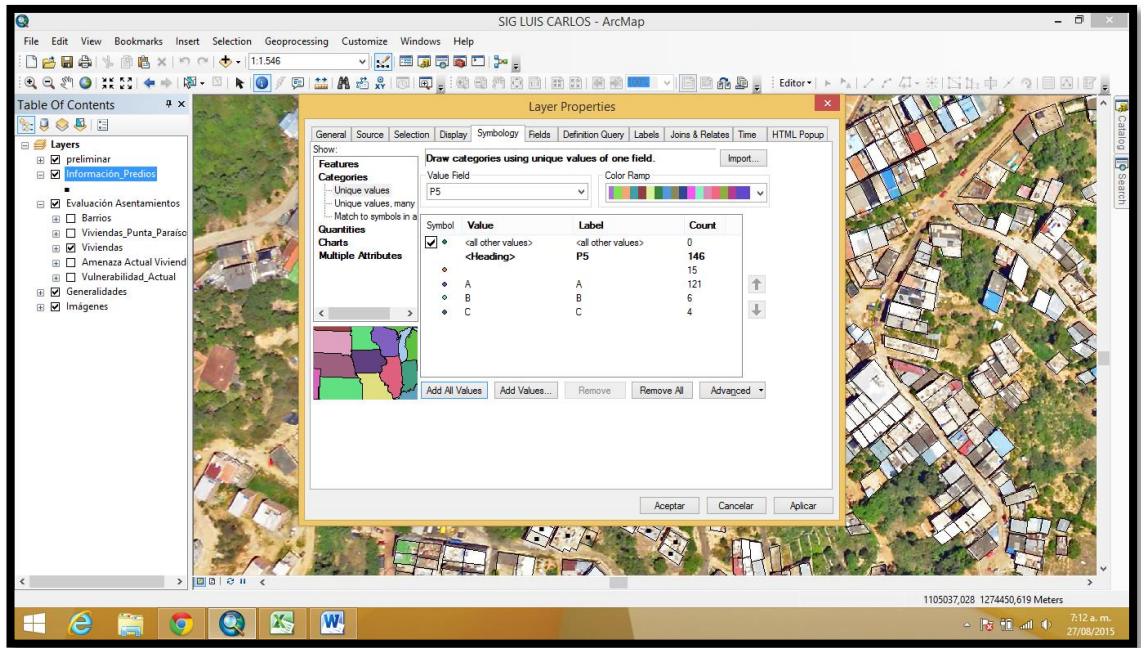 SIG LUIS CARLOS - ArcMap
File Edit View Bookmarks Insert Selection Geoprocessing Customize Windows Help
1:1.546
100%
Editor
Table Of Contents
Layers
preliminar
Información_Predios
Evaluación Asentamientos
Barrios
Viviendas_Punta_Paraíso
Viviendas
Amenaza Actual Viviend
Vulnerabilidad_Actual
Generalidades
Imágenes
Layer Properties
General Source Selection Display Symbology Fields Definition Query Labels Joins & Relates Time HTML Popup
Show:
Features
Categories
Unique values
Unique values, many
Match to symbols in a
Quantities
Charts
Multiple Attributes
Draw categories using unique values of one field.
Import...
Value Field
Color Ramp
P5
Symbol Value Label Count
<all other values> <all other values> 0
<Heading> P5 146
15
A A 121
B B 6
C C 4
Add All Values Add Values... Remove Remove All Advanced
Aceptar Cancelar Aplicar
Catalog
Search
1105037,028 1274450,619 Meters
7:12 a. m.
27/08/2015